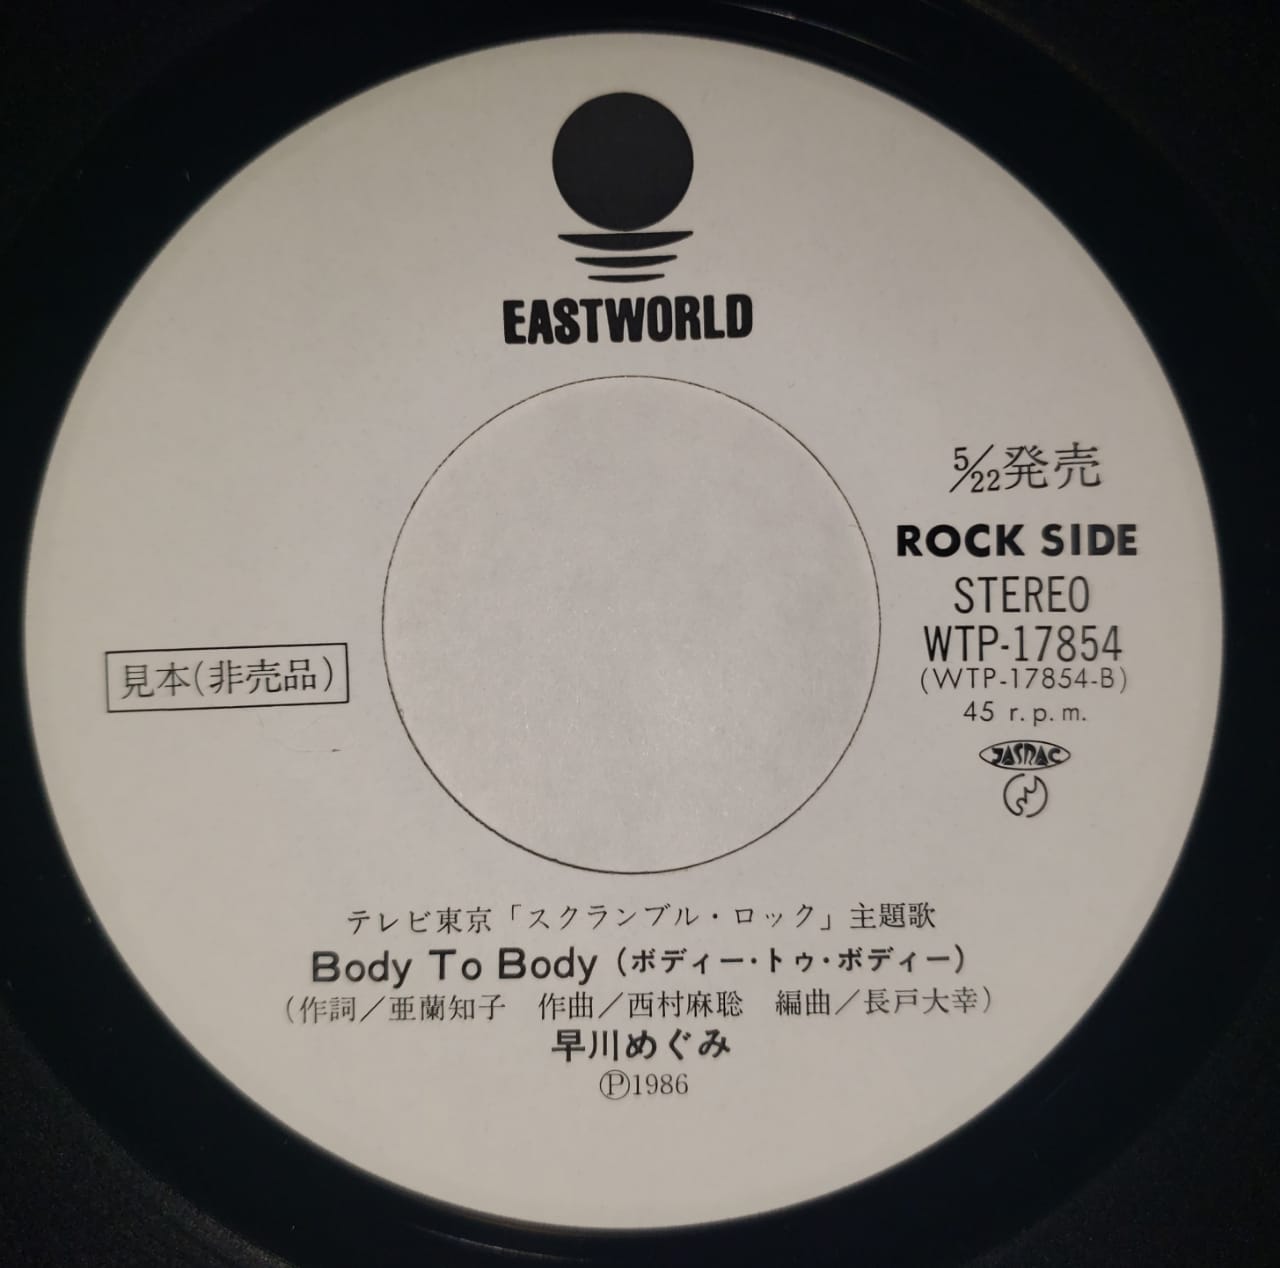 EASTWORLD
5/22発売
ROCK SIDE
STEREO
WTP-17854
(WTP-17854-B)
45 r.p.m.
JASRAC
見本(非売品)
テレビ東京「スクランブル・ロック」主題歌
Body To Body (ボディー・トゥ・ボディー)
(作詞/亜蘭知子 作曲/西村麻聡 編曲/長戸大幸)
早川めぐみ
Ⓟ1986